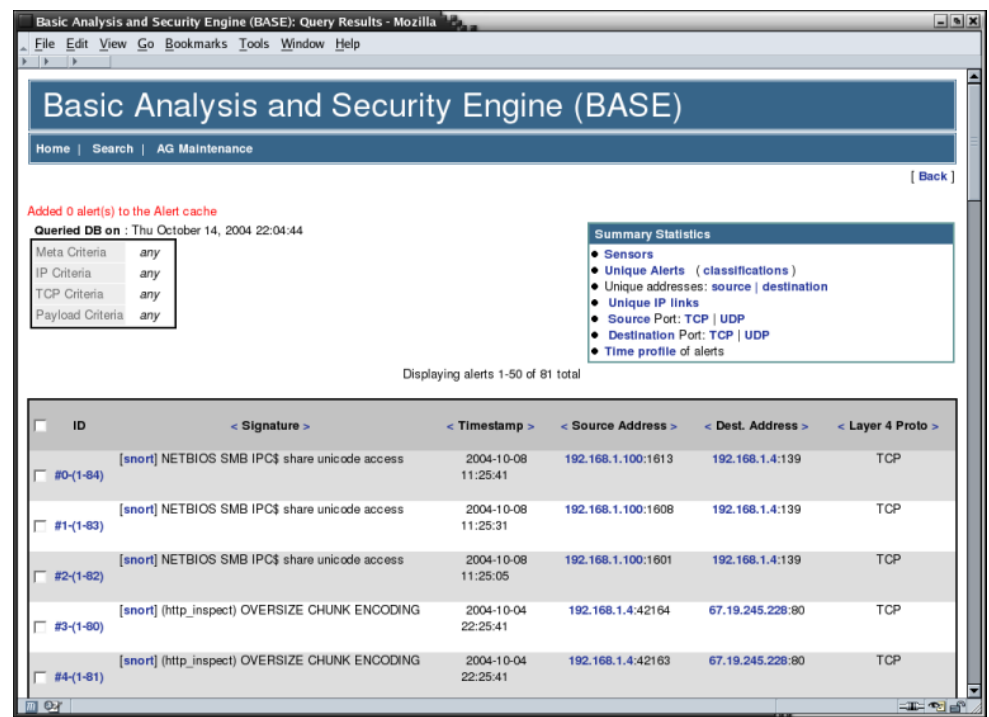 Basic Analysis and Security Engine (BASE): Query Results - Mozilla
File Edit View Go Bookmarks Tools Window Help
Basic Analysis and Security Engine (BASE)
Home | Search | AG Maintenance
[ Back ]
Added 0 alert(s) to the Alert cache
Queried DB on : Thu October 14, 2004 22:04:44
Meta Criteria any
IP Criteria any
TCP Criteria any
Payload Criteria any
Summary Statistics
Sensors
Unique Alerts ( classifications )
Unique addresses: source | destination
Unique IP links
Source Port: TCP | UDP
Destination Port: TCP | UDP
Time profile of alerts
Displaying alerts 1-50 of 81 total
ID < Signature > < Timestamp > < Source Address > < Dest. Address > < Layer 4 Proto >
#0-(1-84) [snort] NETBIOS SMB IPC$ share unicode access 2004-10-08 11:25:41 192.168.1.100:1613 192.168.1.4:139 TCP
#1-(1-83) [snort] NETBIOS SMB IPC$ share unicode access 2004-10-08 11:25:31 192.168.1.100:1608 192.168.1.4:139 TCP
#2-(1-82) [snort] NETBIOS SMB IPC$ share unicode access 2004-10-08 11:25:05 192.168.1.100:1601 192.168.1.4:139 TCP
#3-(1-80) [snort] (http_inspect) OVERSIZE CHUNK ENCODING 2004-10-04 22:25:41 192.168.1.4:42164 67.19.245.228:80 TCP
#4-(1-81) [snort] (http_inspect) OVERSIZE CHUNK ENCODING 2004-10-04 22:25:41 192.168.1.4:42163 67.19.245.228:80 TCP